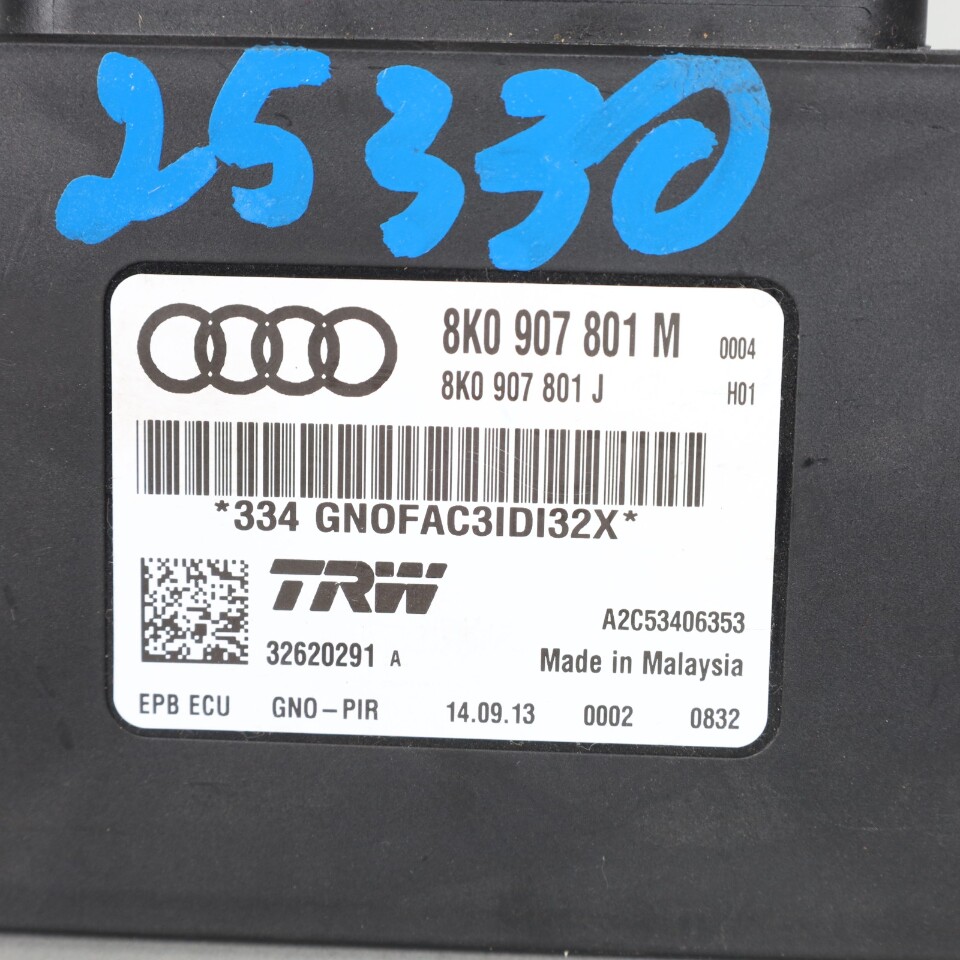 25330
8K0 907 801 M 0004
8K0 907 801 J H01
*334 GNOFAC3IDI32X*
TRW
A2C53406353
32620291 A Made in Malaysia
EPB ECU GNO-PIR 14.09.13 0002 0832